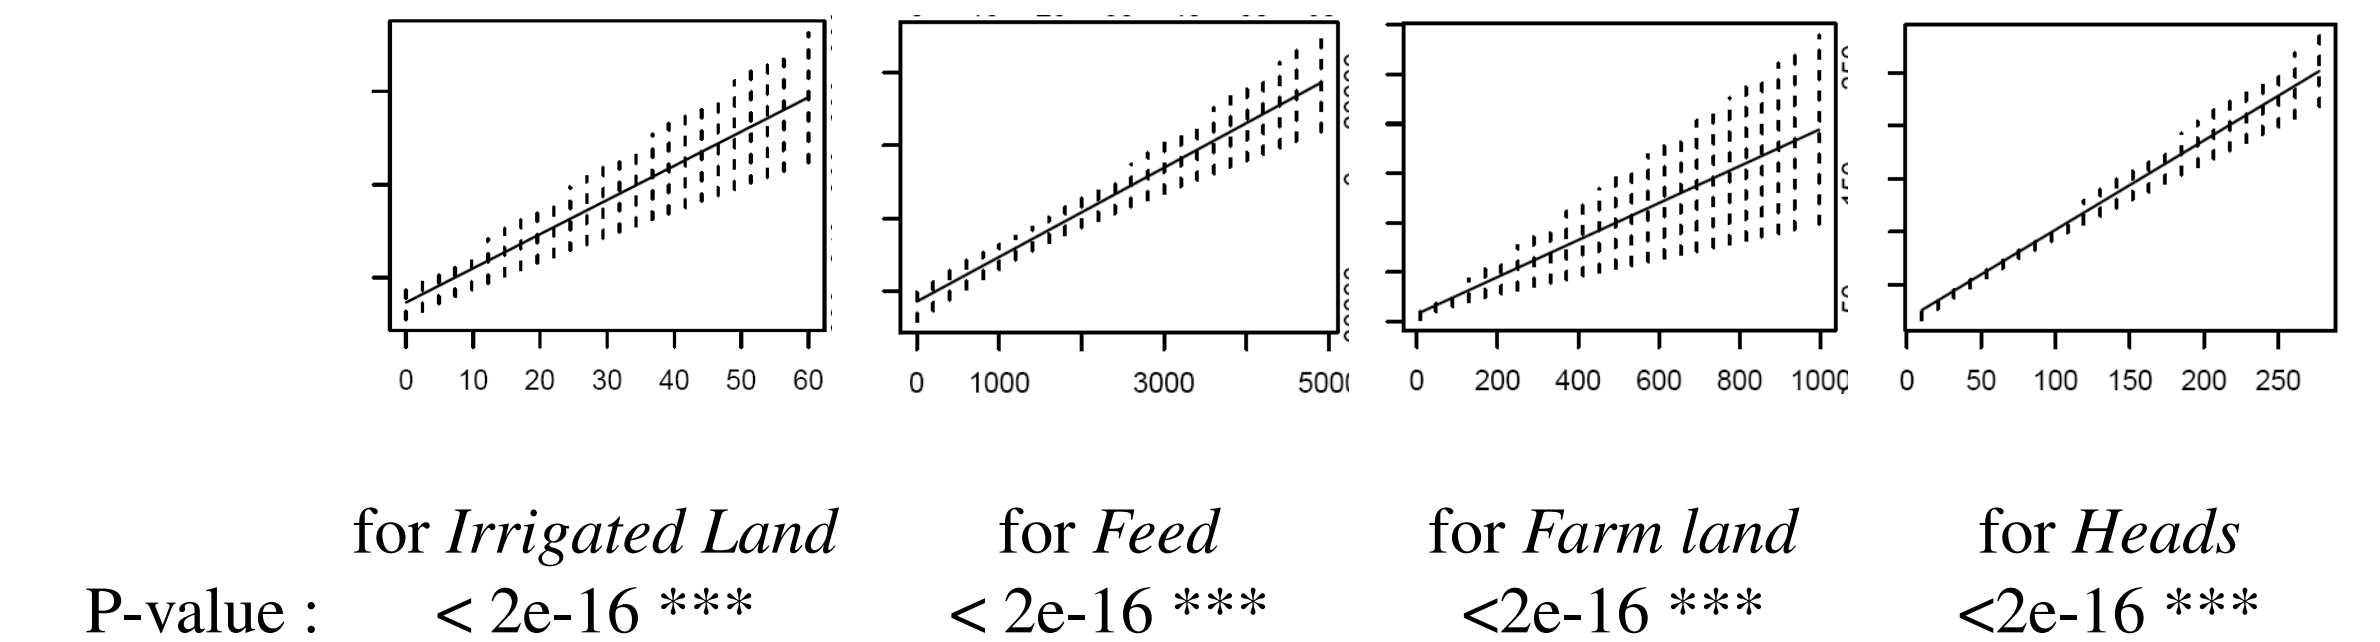 0 10 20 30 40 50 60
0 1000 3000
0 200 400 600 800
0 50 100 150 200 250
for Irrigated Land for Feed for Farm land for Heads
P-value : < 2e-16 *** < 2e-16 *** <2e-16 *** <2e-16 ***